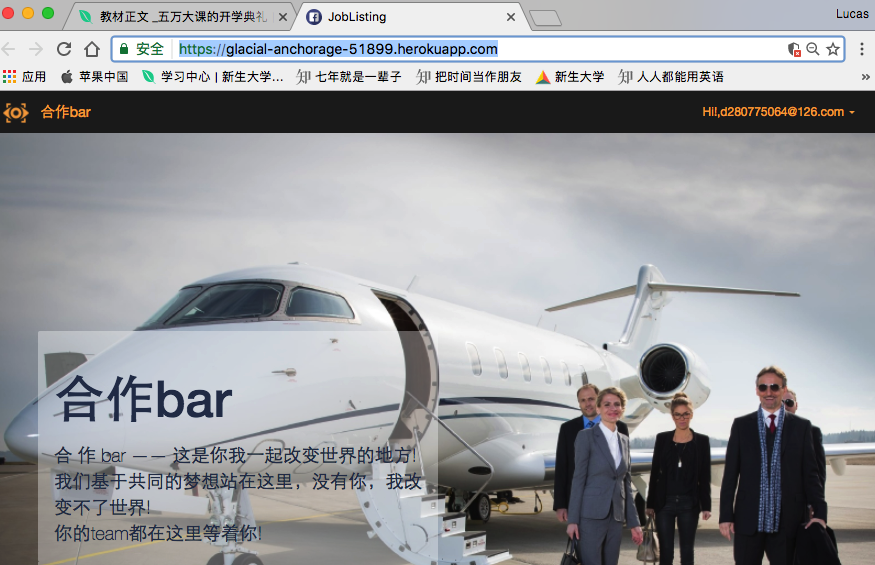 教材正文 _五万大课的开学典礼
JobListing
Lucas
安全
https://glacial-anchorage-51899.herokuapp.com
应用
苹果中国
学习中心 | 新生大学…
知 七年就是一辈子
知 把时间当作朋友
新生大学
知 人人都能用英语
»
合作bar
Hi!,d280775064@126.com
合作bar
合 作 bar —— 这是你我一起改变世界的地方!
我们基于共同的梦想站在这里，没有你，我改
变不了世界!
你的team都在这里等着你!